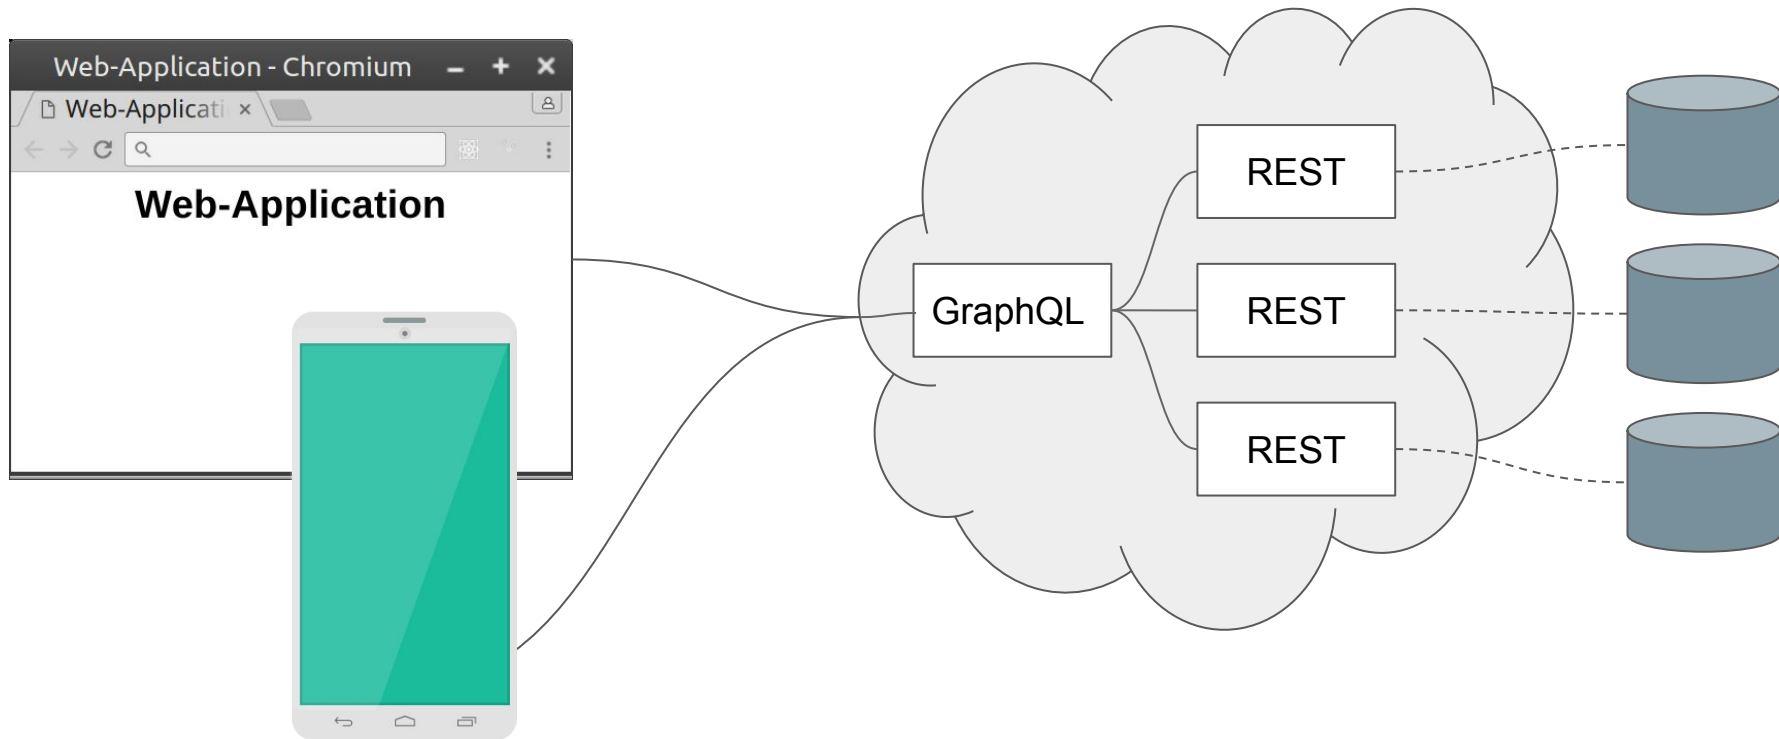 Web-Application - Chromium
Web-Applicati
Web-Application
GraphQL
REST
REST
REST